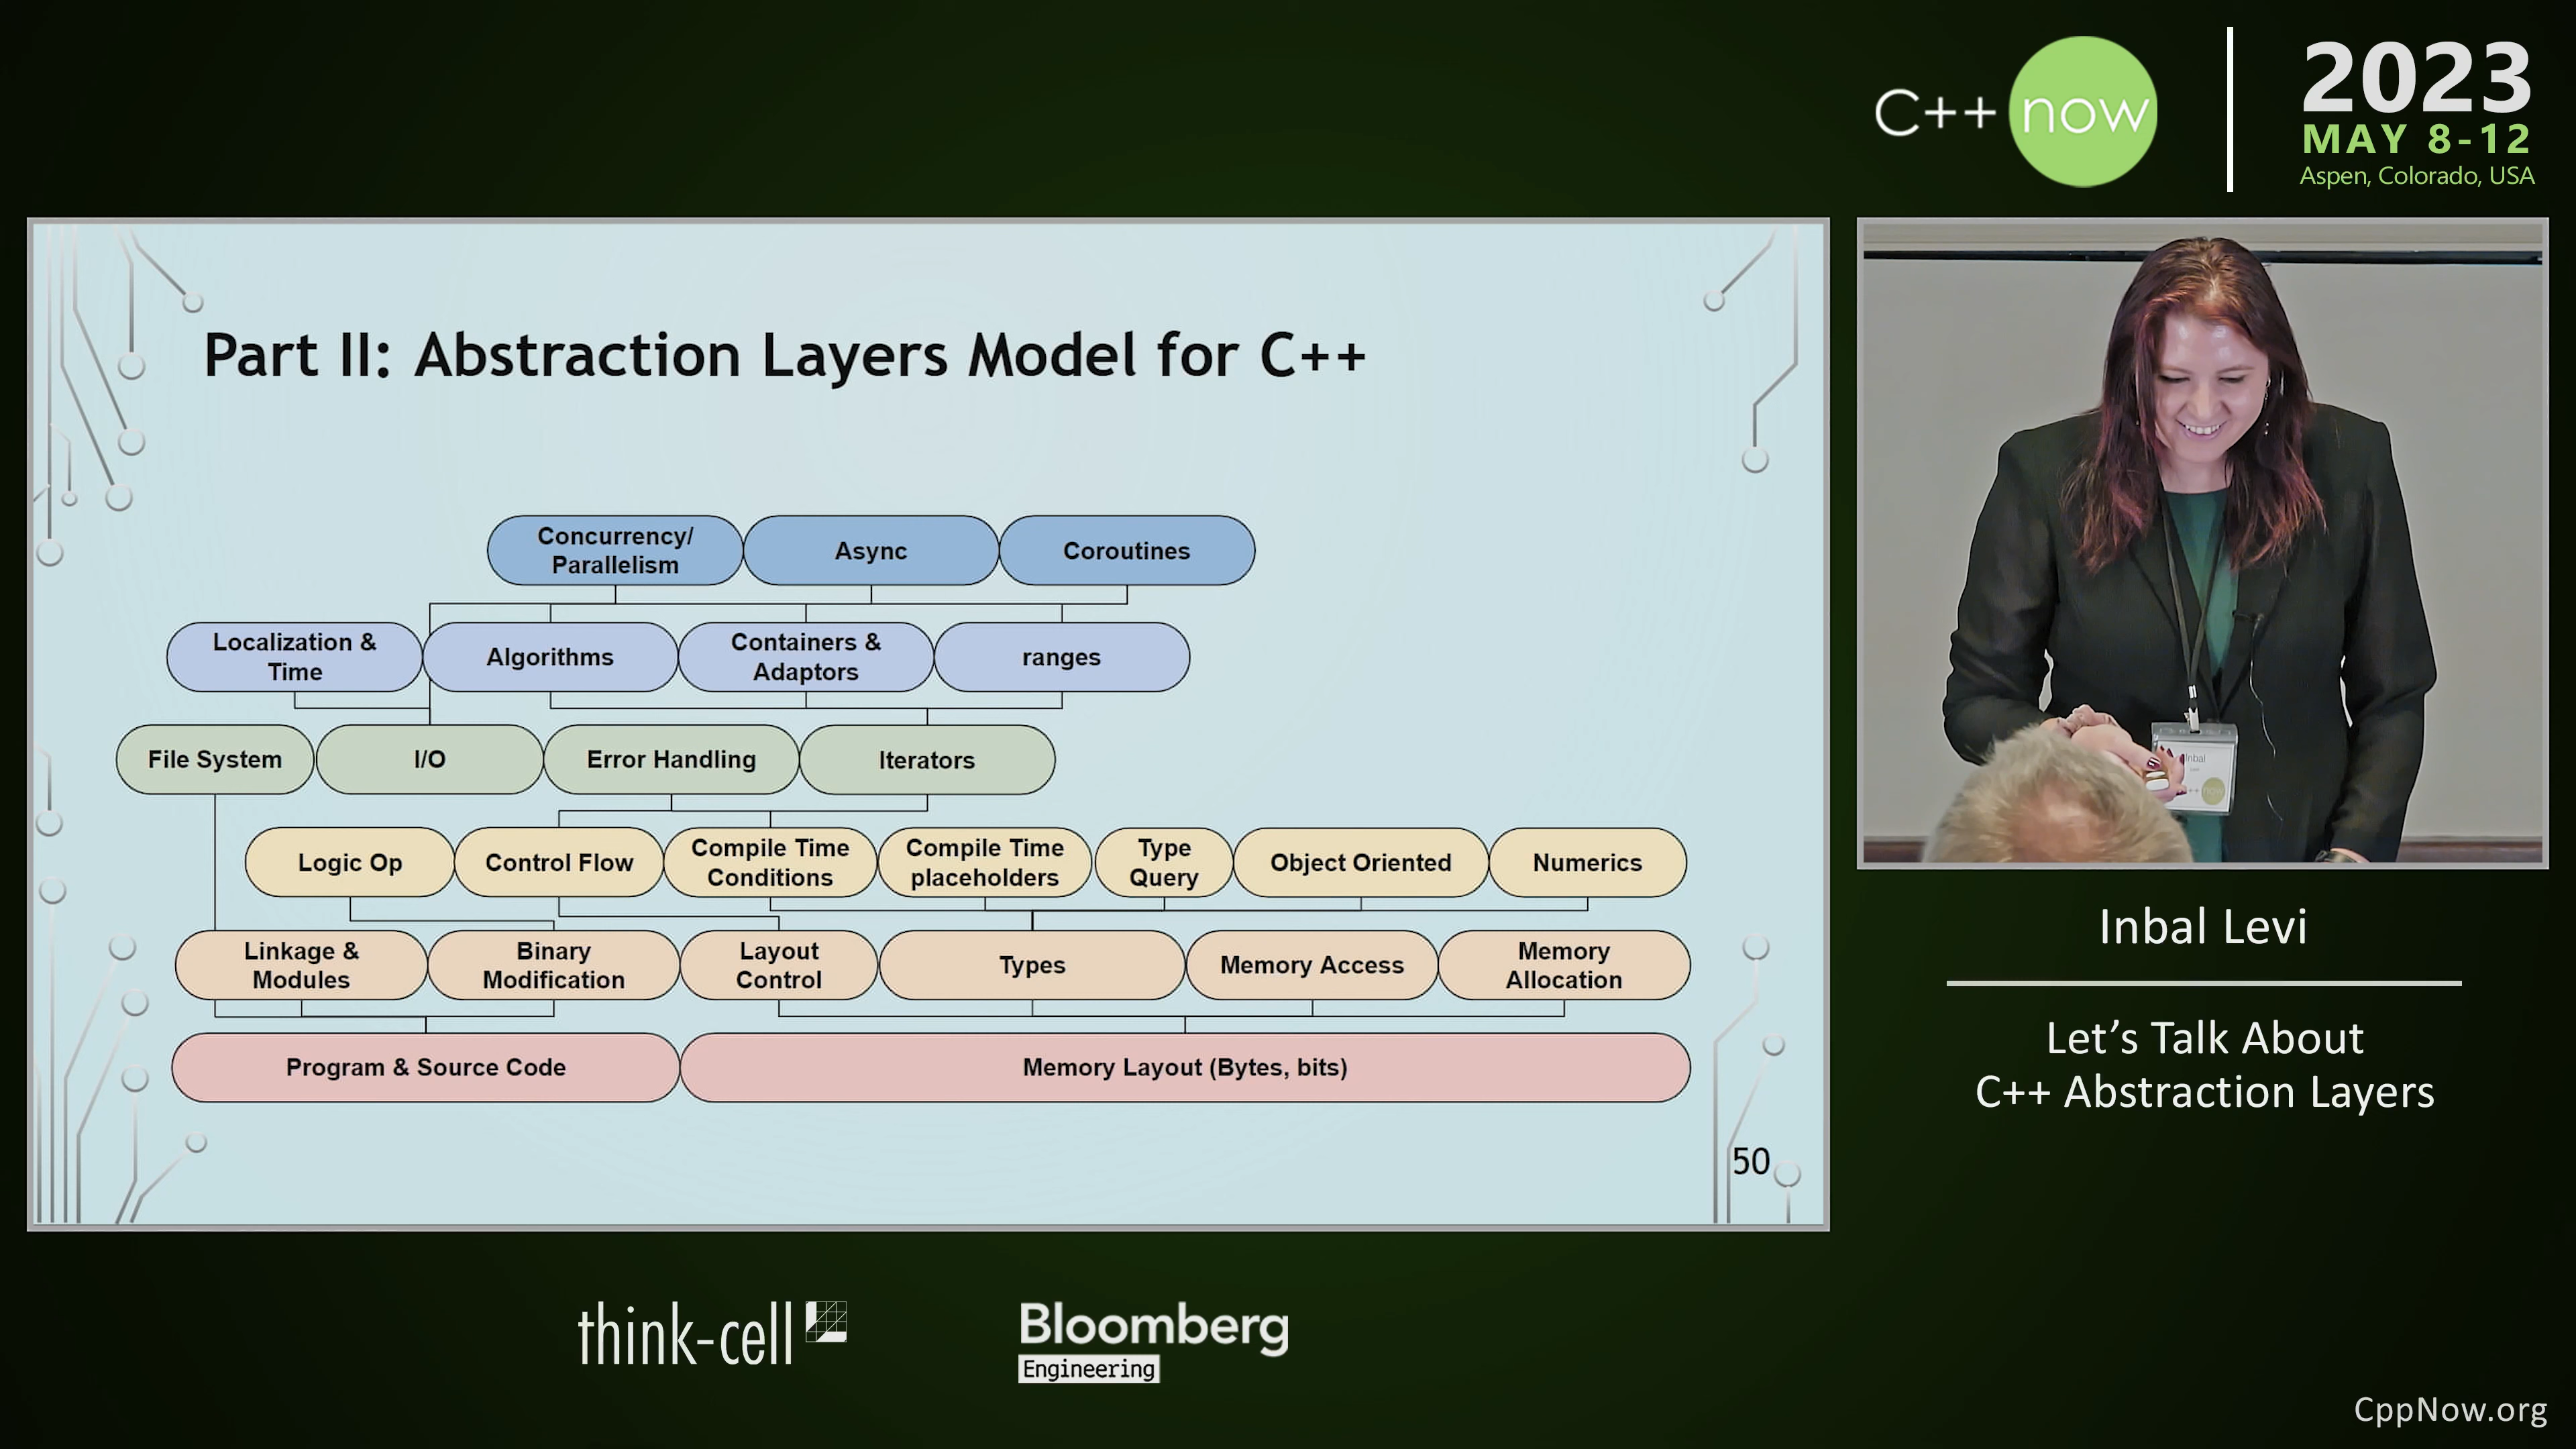 C++ now
2023
MAY 8-12
Aspen, Colorado, USA
Part II: Abstraction Layers Model for C++
Concurrency/
Parallelism
Async
Coroutines
Localization &
Time
Algorithms
Containers &
Adaptors
ranges
File System
I/O
Error Handling
Iterators
Logic Op
Control Flow
Compile Time
Conditions
Compile Time
placeholders
Type
Query
Object Oriented
Numerics
Linkage &
Modules
Binary
Modification
Layout
Control
Types
Memory Access
Memory
Allocation
Program & Source Code
Memory Layout (Bytes, bits)
50
Inbal
Inbal Levi
Let’s Talk About
C++ Abstraction Layers
think-cell
Bloomberg
Engineering
CppNow.org